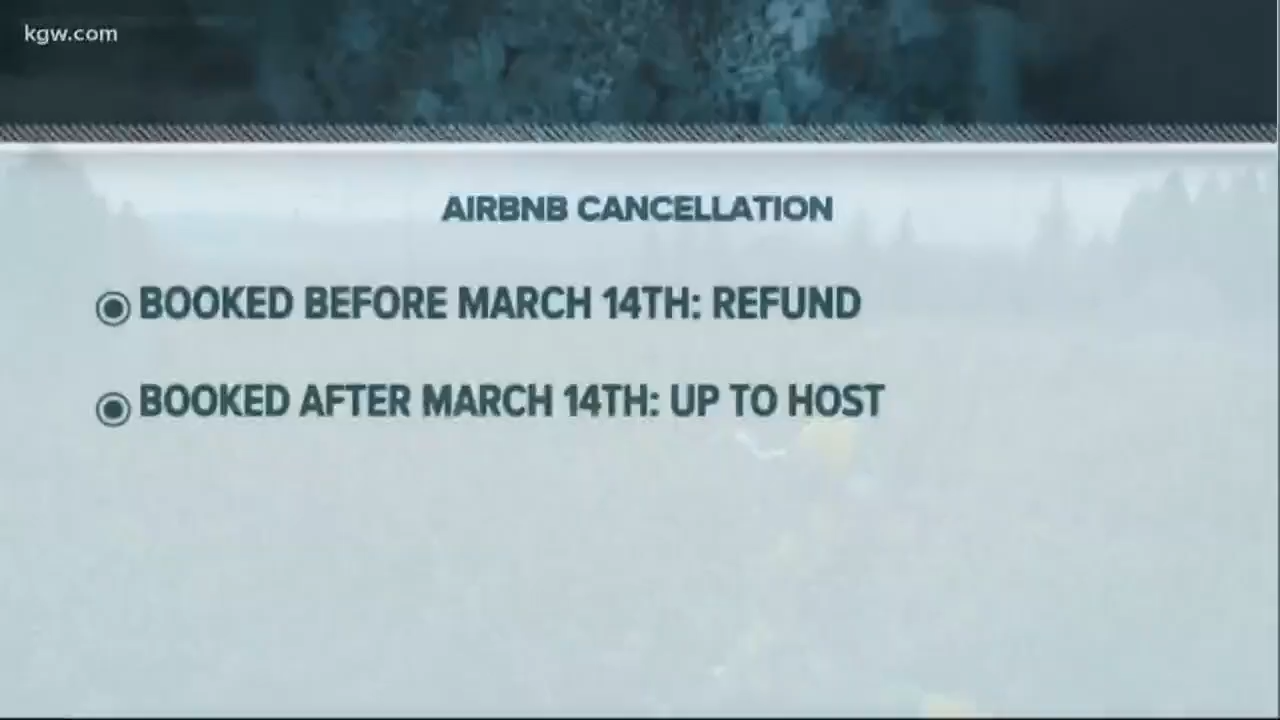 kgw.com
AIRBNB CANCELLATION
BOOKED BEFORE MARCH 14TH: REFUND
BOOKED AFTER MARCH 14TH: UP TO HOST